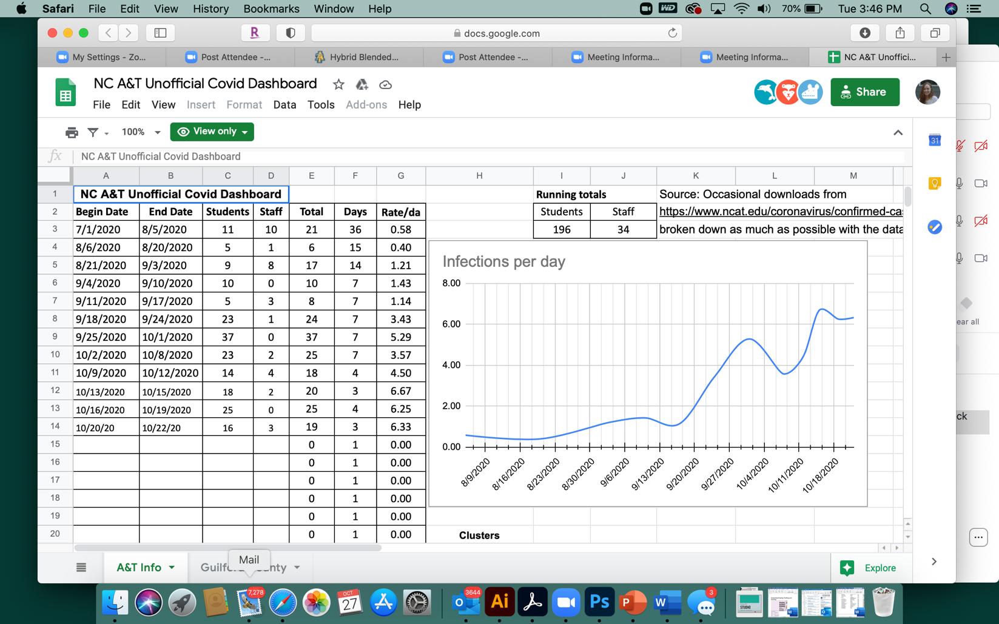 Safari File Edit View History Bookmarks Window Help WD 70% Tue 3:46 PM
R docs.google.com
My Settings - Zo... Post Attendee -... Hybrid Blended... Post Attendee -... Meeting Informa... Meeting Informa... NC A&T Unoffici...
NC A&T Unofficial Covid Dashboard
Share
File Edit View Insert Format Data Tools Add-ons Help
100% View only
31
fx NC A&T Unofficial Covid Dashboard
A B C D E F G H I J K L M
1 NC A&T Unofficial Covid Dashboard Running totals Source: Occasional downloads from
2 Begin Date End Date Students Staff Total Days Rate/da Students Staff https://www.ncat.edu/coronavirus/confirmed-ca
3 7/1/2020 8/5/2020 11 10 21 36 0.58 196 34 broken down as much as possible with the data
4 8/6/2020 8/20/2020 5 1 6 15 0.40
5 8/21/2020 9/3/2020 9 8 17 14 1.21
6 9/4/2020 9/10/2020 10 0 10 7 1.43
7 9/11/2020 9/17/2020 5 3 8 7 1.14
8 9/18/2020 9/24/2020 23 1 24 7 3.43
9 9/25/2020 10/1/2020 37 0 37 7 5.29
10 10/2/2020 10/8/2020 23 2 25 7 3.57
11 10/9/2020 10/12/2020 14 4 18 4 4.50
12 10/13/2020 10/15/2020 18 2 20 3 6.67
13 10/16/2020 10/19/2020 25 0 25 4 6.25
14 10/20/20 10/22/20 16 3 19 3 6.33
15 0 1 0.00
16 0 1 0.00
17 0 1 0.00
18 0 1 0.00
19 0 1 0.00
20 0 1 0.00 Clusters
Infections per day
8.00
6.00
4.00
2.00
0.00
8/9/2020 8/16/2020 8/23/2020 8/30/2020 9/6/2020 9/13/2020 9/20/2020 9/27/2020 10/4/2020 10/11/2020 10/18/2020
ear all
ck
A&T Info Guilfo nty Explore
Mail
7,278 OCT 27 3644 Ai Ps P W 3